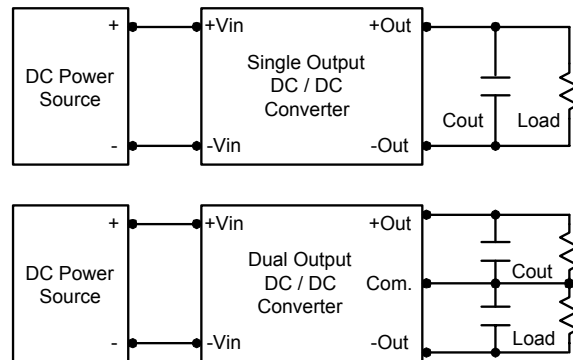 + +Vin +Out
DC Power
Source
Single Output
DC / DC
Converter
Cout Load
- -Vin -Out
+ +Vin +Out
DC Power
Source
Dual Output
DC / DC
Converter
Com.
Cout
Load
- -Vin -Out